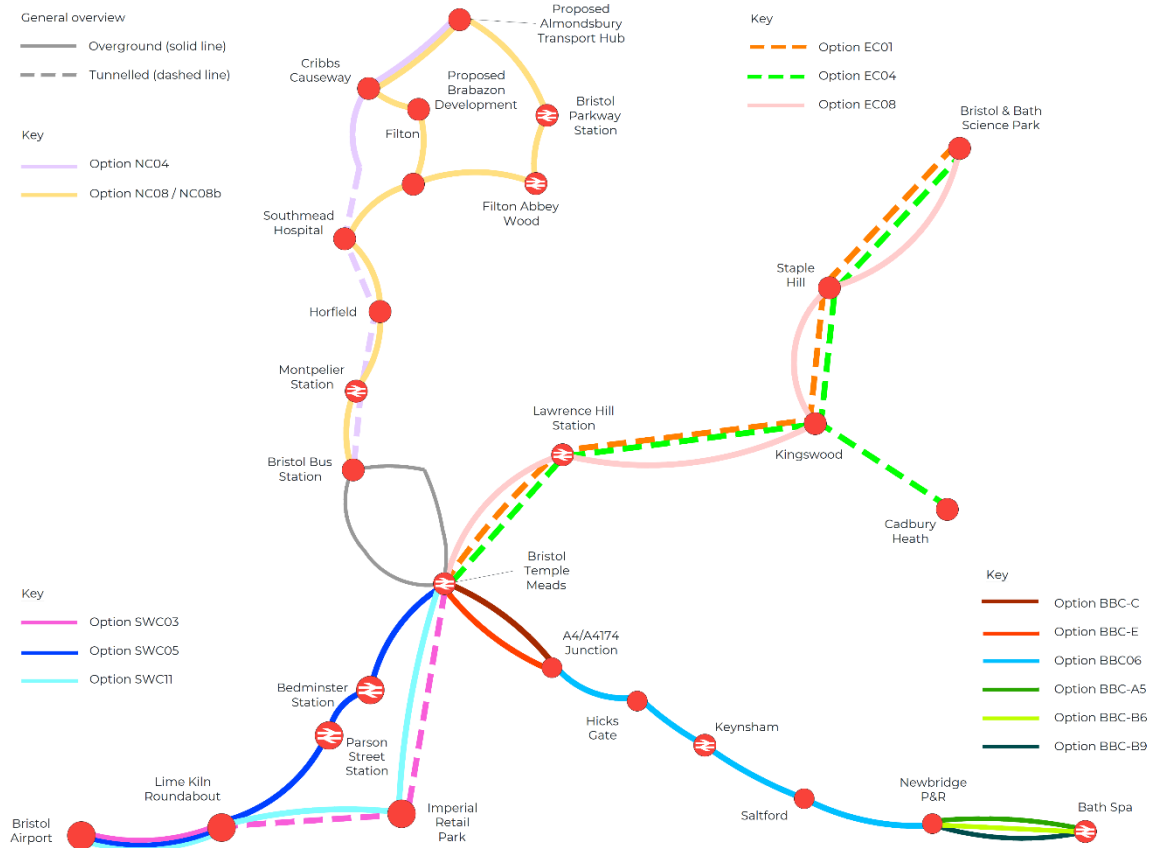 General overview
Overground (solid line)
Tunnelled (dashed line)
Key
Option NC04
Option NC08 / NC08b
Proposed
Almondsbury
Transport Hub
Cribbs
Causeway
Proposed
Brabazon
Development
Filton
Bristol
Parkway
Station
Filton Abbey
Wood
Southmead
Hospital
Horfield
Montpelier
Station
Bristol Bus
Station
Key
Option EC01
Option EC04
Option EC08
Bristol & Bath
Science Park
Staple
Hill
Lawrence Hill
Station
Kingswood
Cadbury
Heath
Bristol
Temple
Meads
Key
Option SWC03
Option SWC05
Option SWC11
Bedminster
Station
Parson
Street
Station
Lime Kiln
Roundabout
Bristol
Airport
Imperial
Retail
Park
A4/A4174
Junction
Hicks
Gate
Keynsham
Saltford
Newbridge
P&R
Bath Spa
Key
Option BBC-C
Option BBC-E
Option BBC06
Option BBC-A5
Option BBC-B6
Option BBC-B9